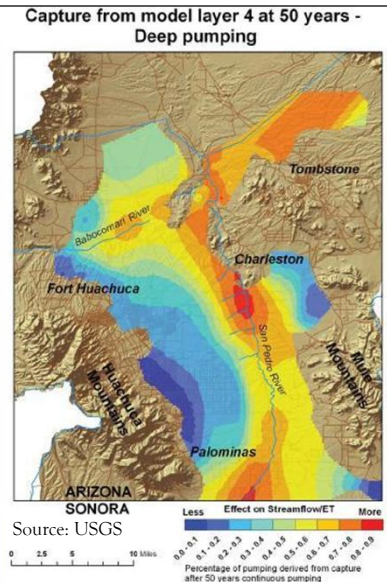 Capture from model layer 4 at 50 years -
Deep pumping
Tombstone
Babocomari River
Charleston
Fort Huachuca
San Pedro River
Mule
Mountains
Huachuca
Mountains
Palominas
ARIZONA
SONORA
Source: USGS
Less Effect on Streamflow/ET More
0.0 - 0.1
0.1 - 0.2
0.2 - 0.3
0.3 - 0.4
0.4 - 0.5
0.5 - 0.6
0.6 - 0.7
0.7 - 0.8
0.8 - 0.9
0 2.5 5 10 Miles
Percentage of pumping derived from capture
after 50 years continuous pumping